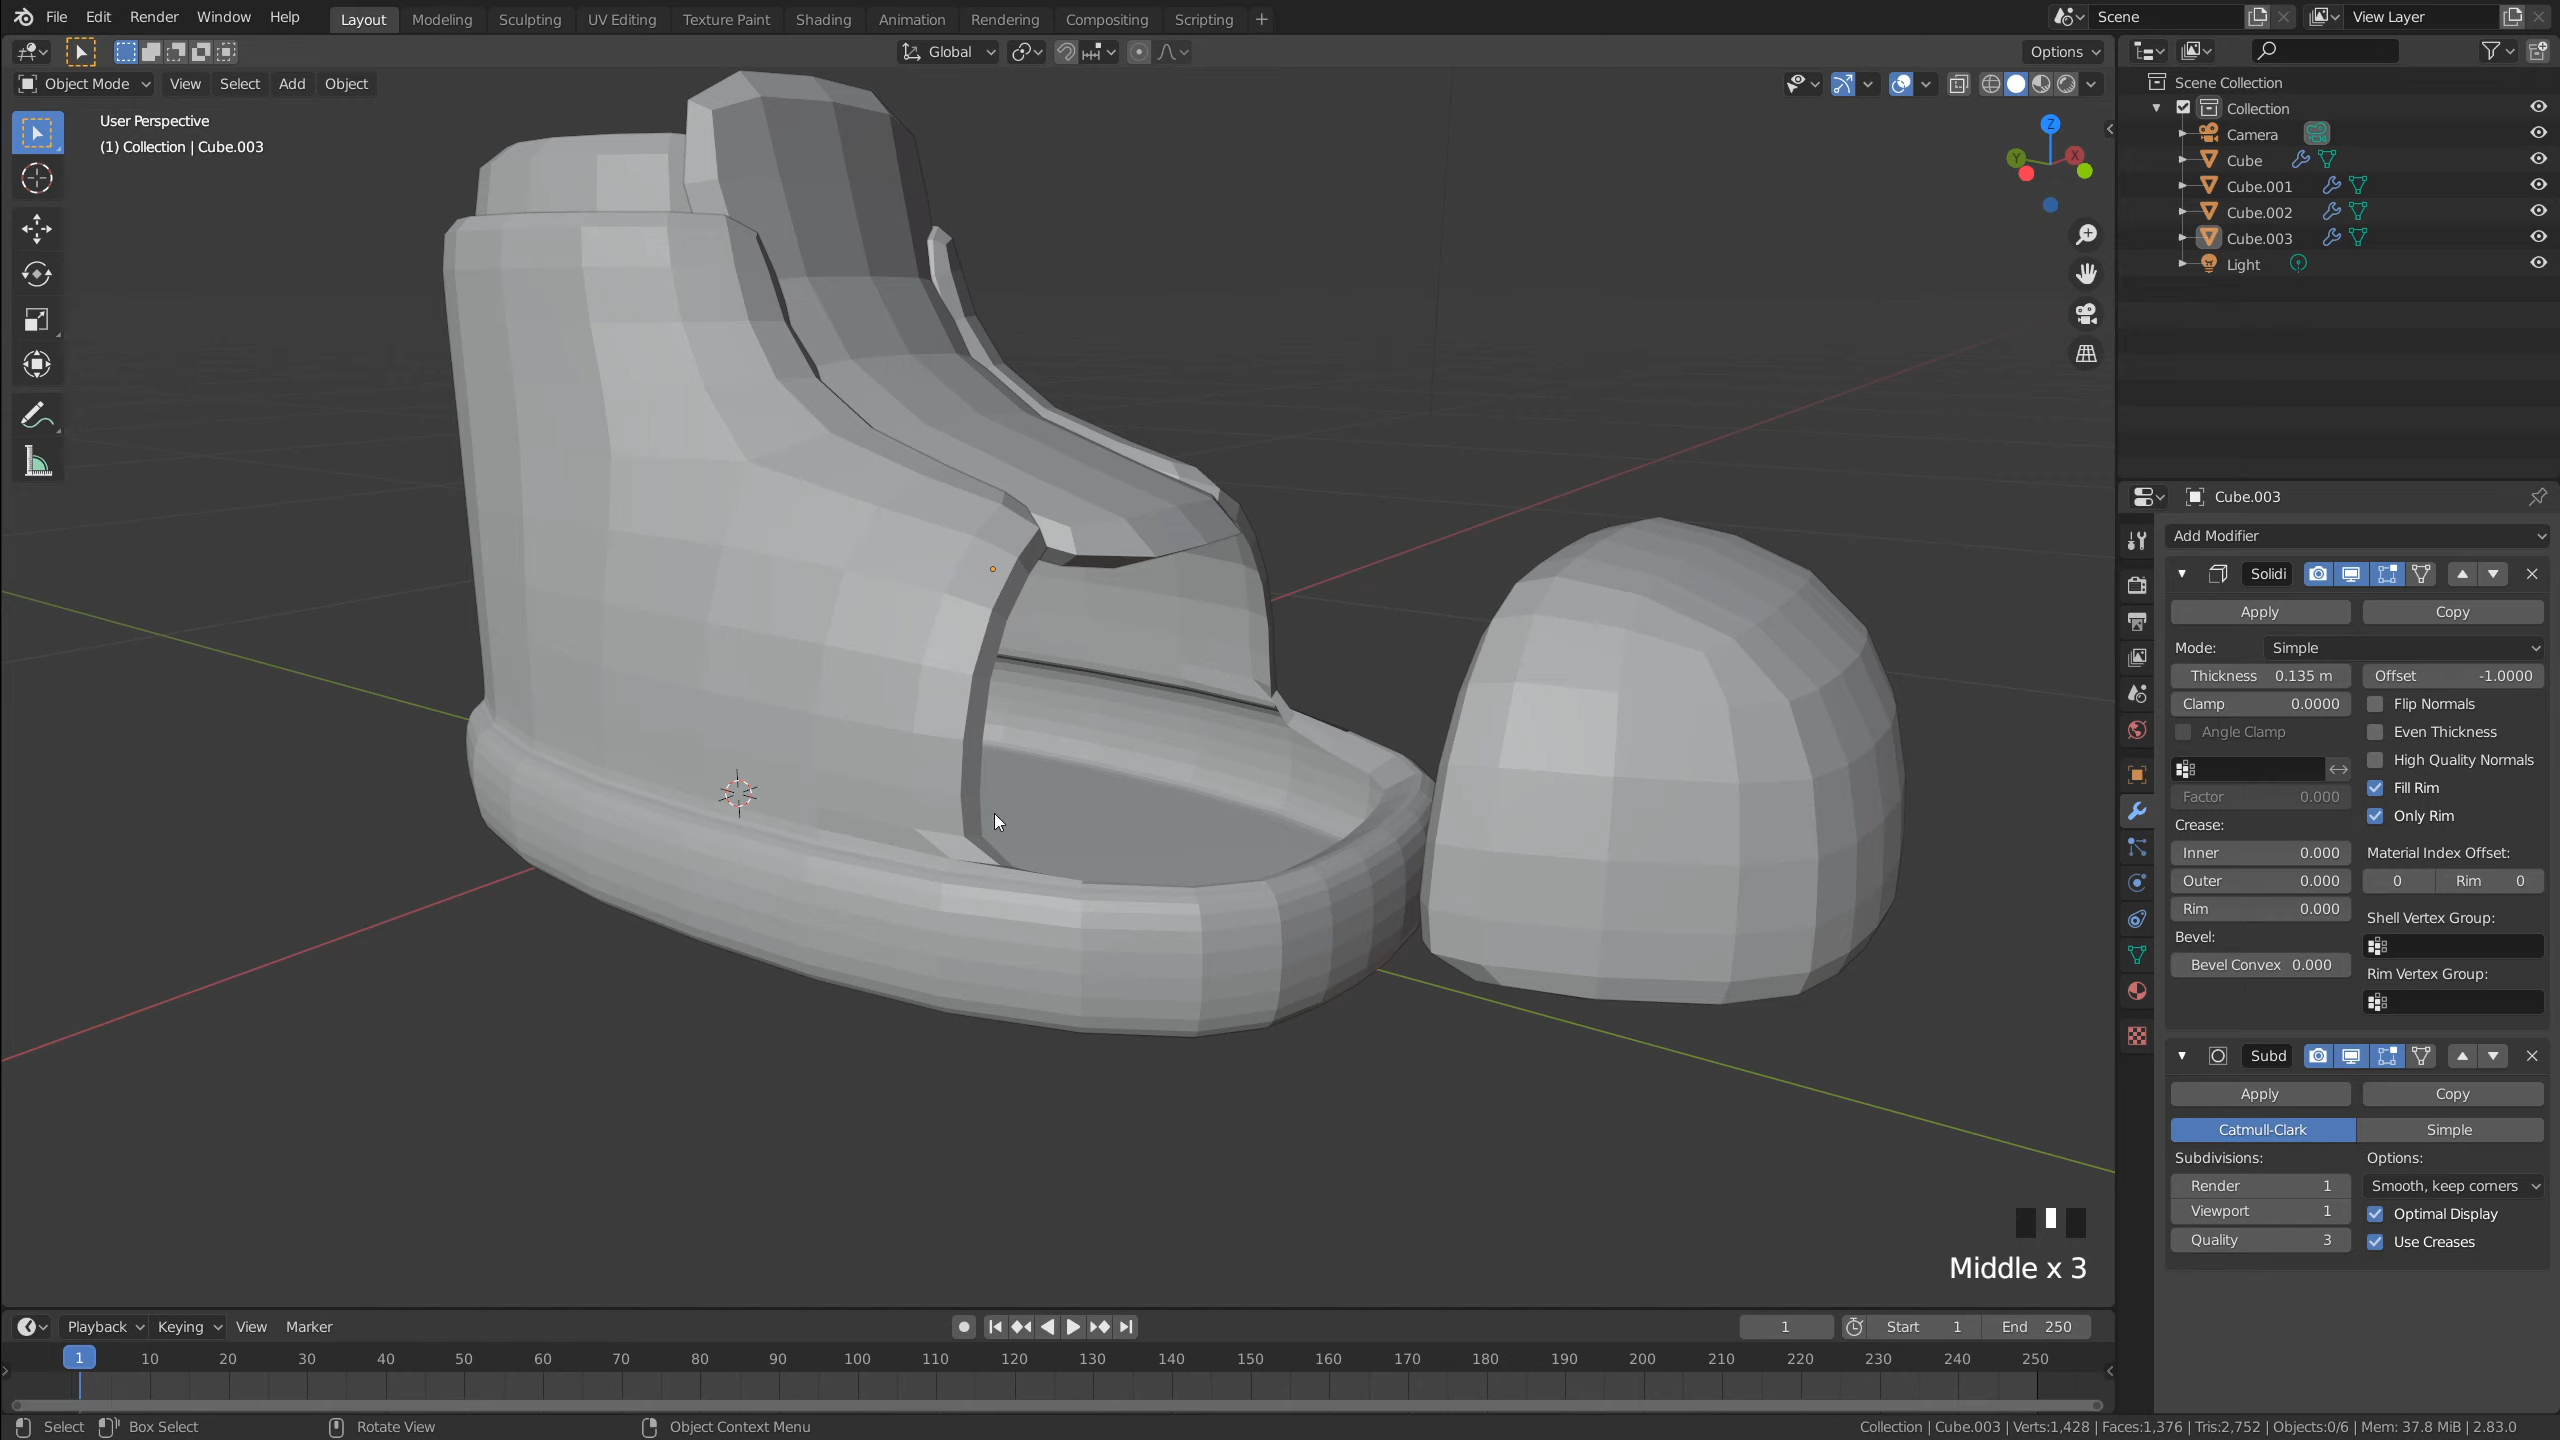 File Edit Render Window Help Layout Modeling Sculpting UV Editing Texture Paint Shading Animation Rendering Compositing Scripting + Scene View Layer
Global Options
Object Mode View Select Add Object
User Perspective
(1) Collection | Cube.003
Z
Y
X
Scene Collection
Collection
Camera
Cube
Cube.001
Cube.002
Cube.003
Light
Cube.003
Add Modifier
Solidi
Apply Copy
Mode: Simple
Thickness 0.135 m Offset -1.0000
Clamp 0.0000 Flip Normals
Angle Clamp Even Thickness
High Quality Normals
Factor 0.000 Fill Rim
Crease: Only Rim
Inner 0.000 Material Index Offset:
Outer 0.000 0 Rim 0
Rim 0.000 Shell Vertex Group:
Bevel:
Bevel Convex 0.000 Rim Vertex Group:
Subd
Apply Copy
Catmull-Clark Simple
Subdivisions: Options:
Render 1 Smooth, keep corners
Viewport 1 Optimal Display
Quality 3 Use Creases
Middle x 3
Playback Keying View Marker 1 Start 1 End 250
1 10 20 30 40 50 60 70 80 90 100 110 120 130 140 150 160 170 180 190 200 210 220 230 240 250
Select Box Select Rotate View Object Context Menu Collection | Cube.003 | Verts:1,428 | Faces:1,376 | Tris:2,752 | Objects:0/6 | Mem: 37.8 MiB | 2.83.0